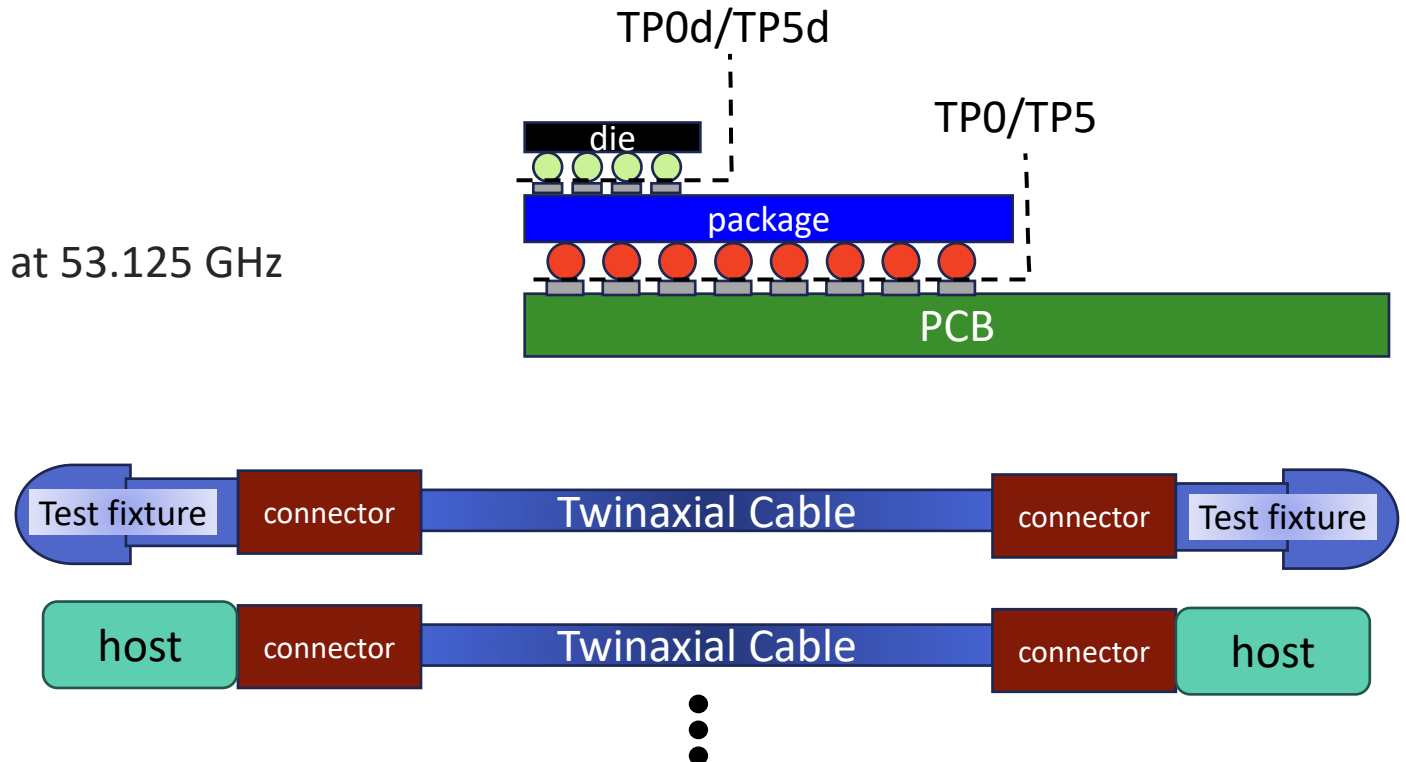 TP0d/TP5d
TP0/TP5
die
package
at 53.125 GHz
PCB
Test fixture
connector
Twinaxial Cable
connector
Test fixture
host
connector
Twinaxial Cable
connector
host